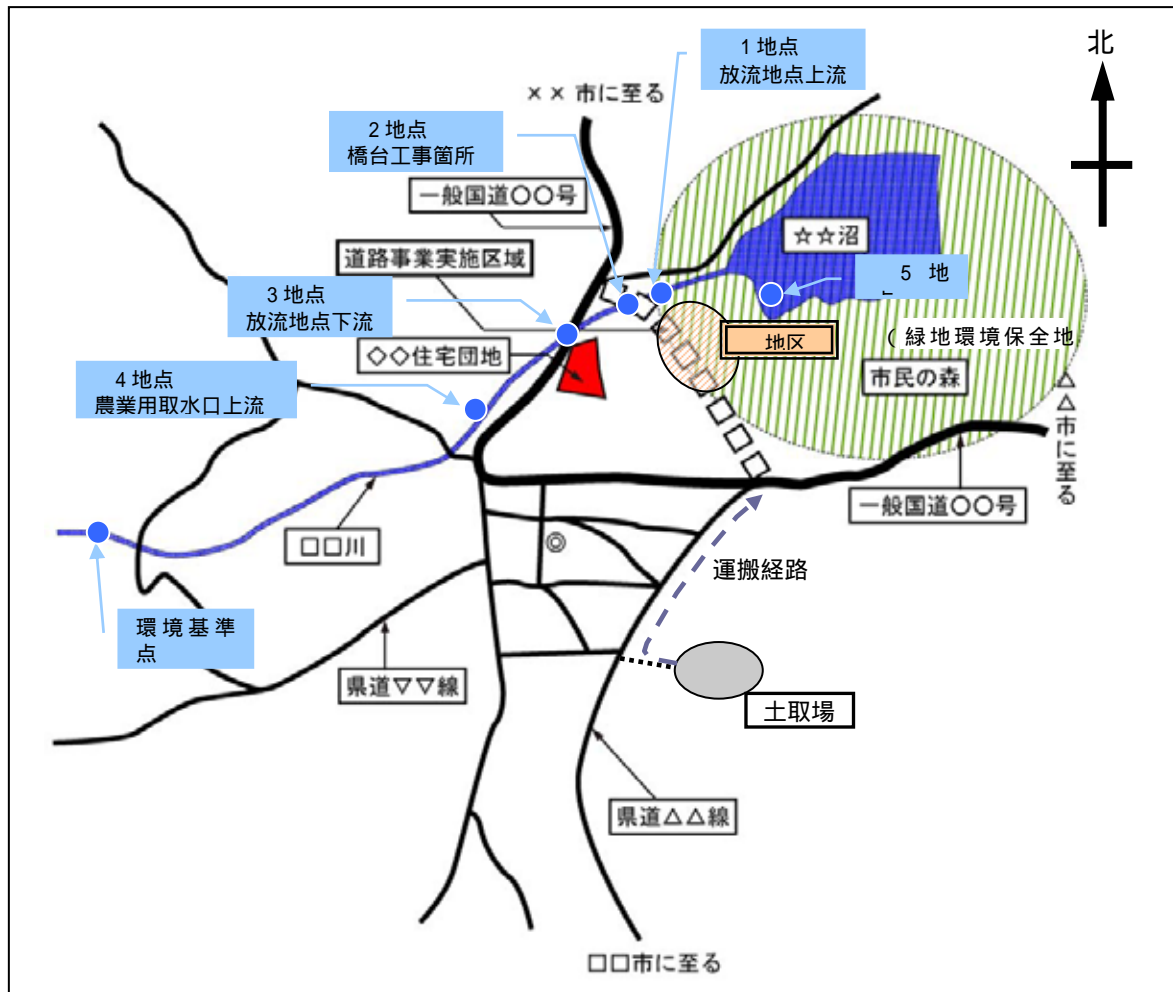 1 地点
放流地点上流
北
×× 市に至る
2 地点
橋台工事箇所
一般国道〇〇号
道路事業実施区域
☆☆沼
3 地点
放流地点下流
5 地
地区
(緑地環境保全地
◇◇住宅団地
市民の森
4 地点
農業用取水口上流
△△市に至る
一般国道〇〇号
□□川
◎
運搬経路
環境基準
点
県道▽▽線
土取場
県道△△線
□□市に至る